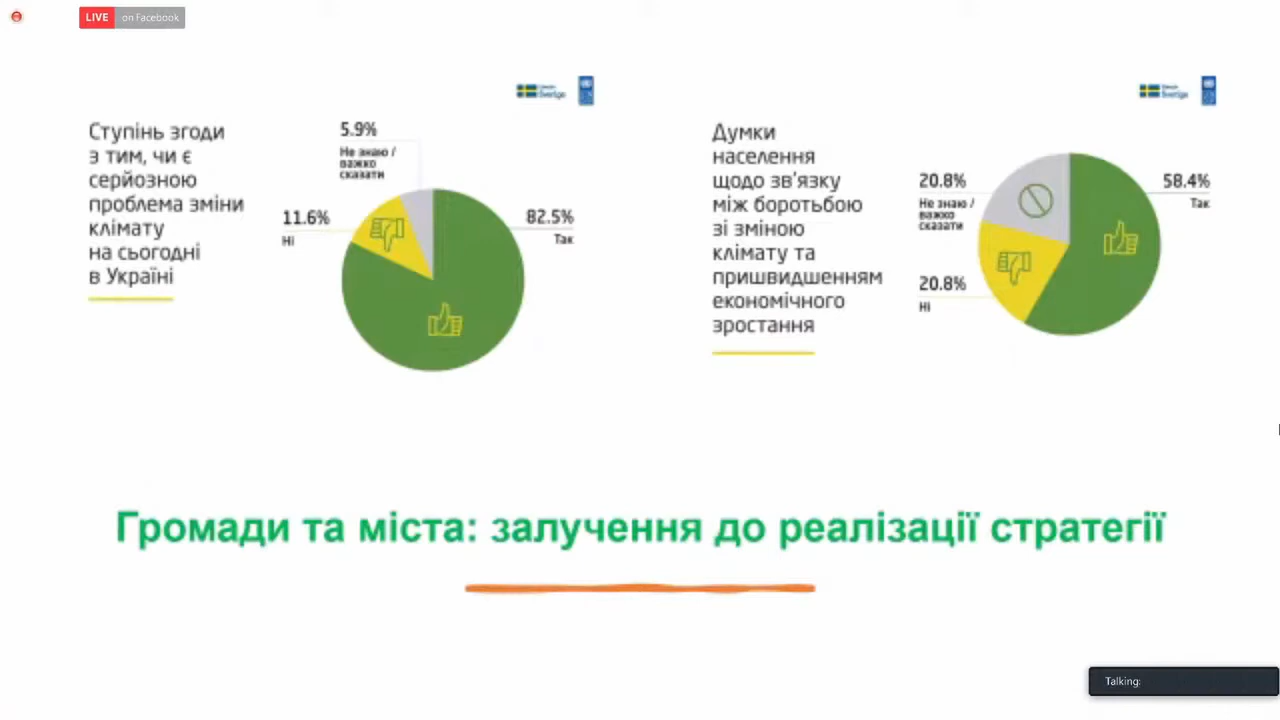 LIVE on Facebook
Ступінь згоди
з тим, чи є
серйозною
проблема зміни
клімату
на сьогодні
в Україні
5.9%
Не знаю /
важко
сказати
11.6%
Ні
82.5%
Так
Sverige
Думки
населення
щодо зв'язку
між боротьбою
зі зміною
клімату та
пришвидшенням
економічного
зростання
20.8%
Не знаю /
важко
сказати
20.8%
Ні
58.4%
Так
Sverige
Громади та міста: залучення до реалізації стратегії
Talking: